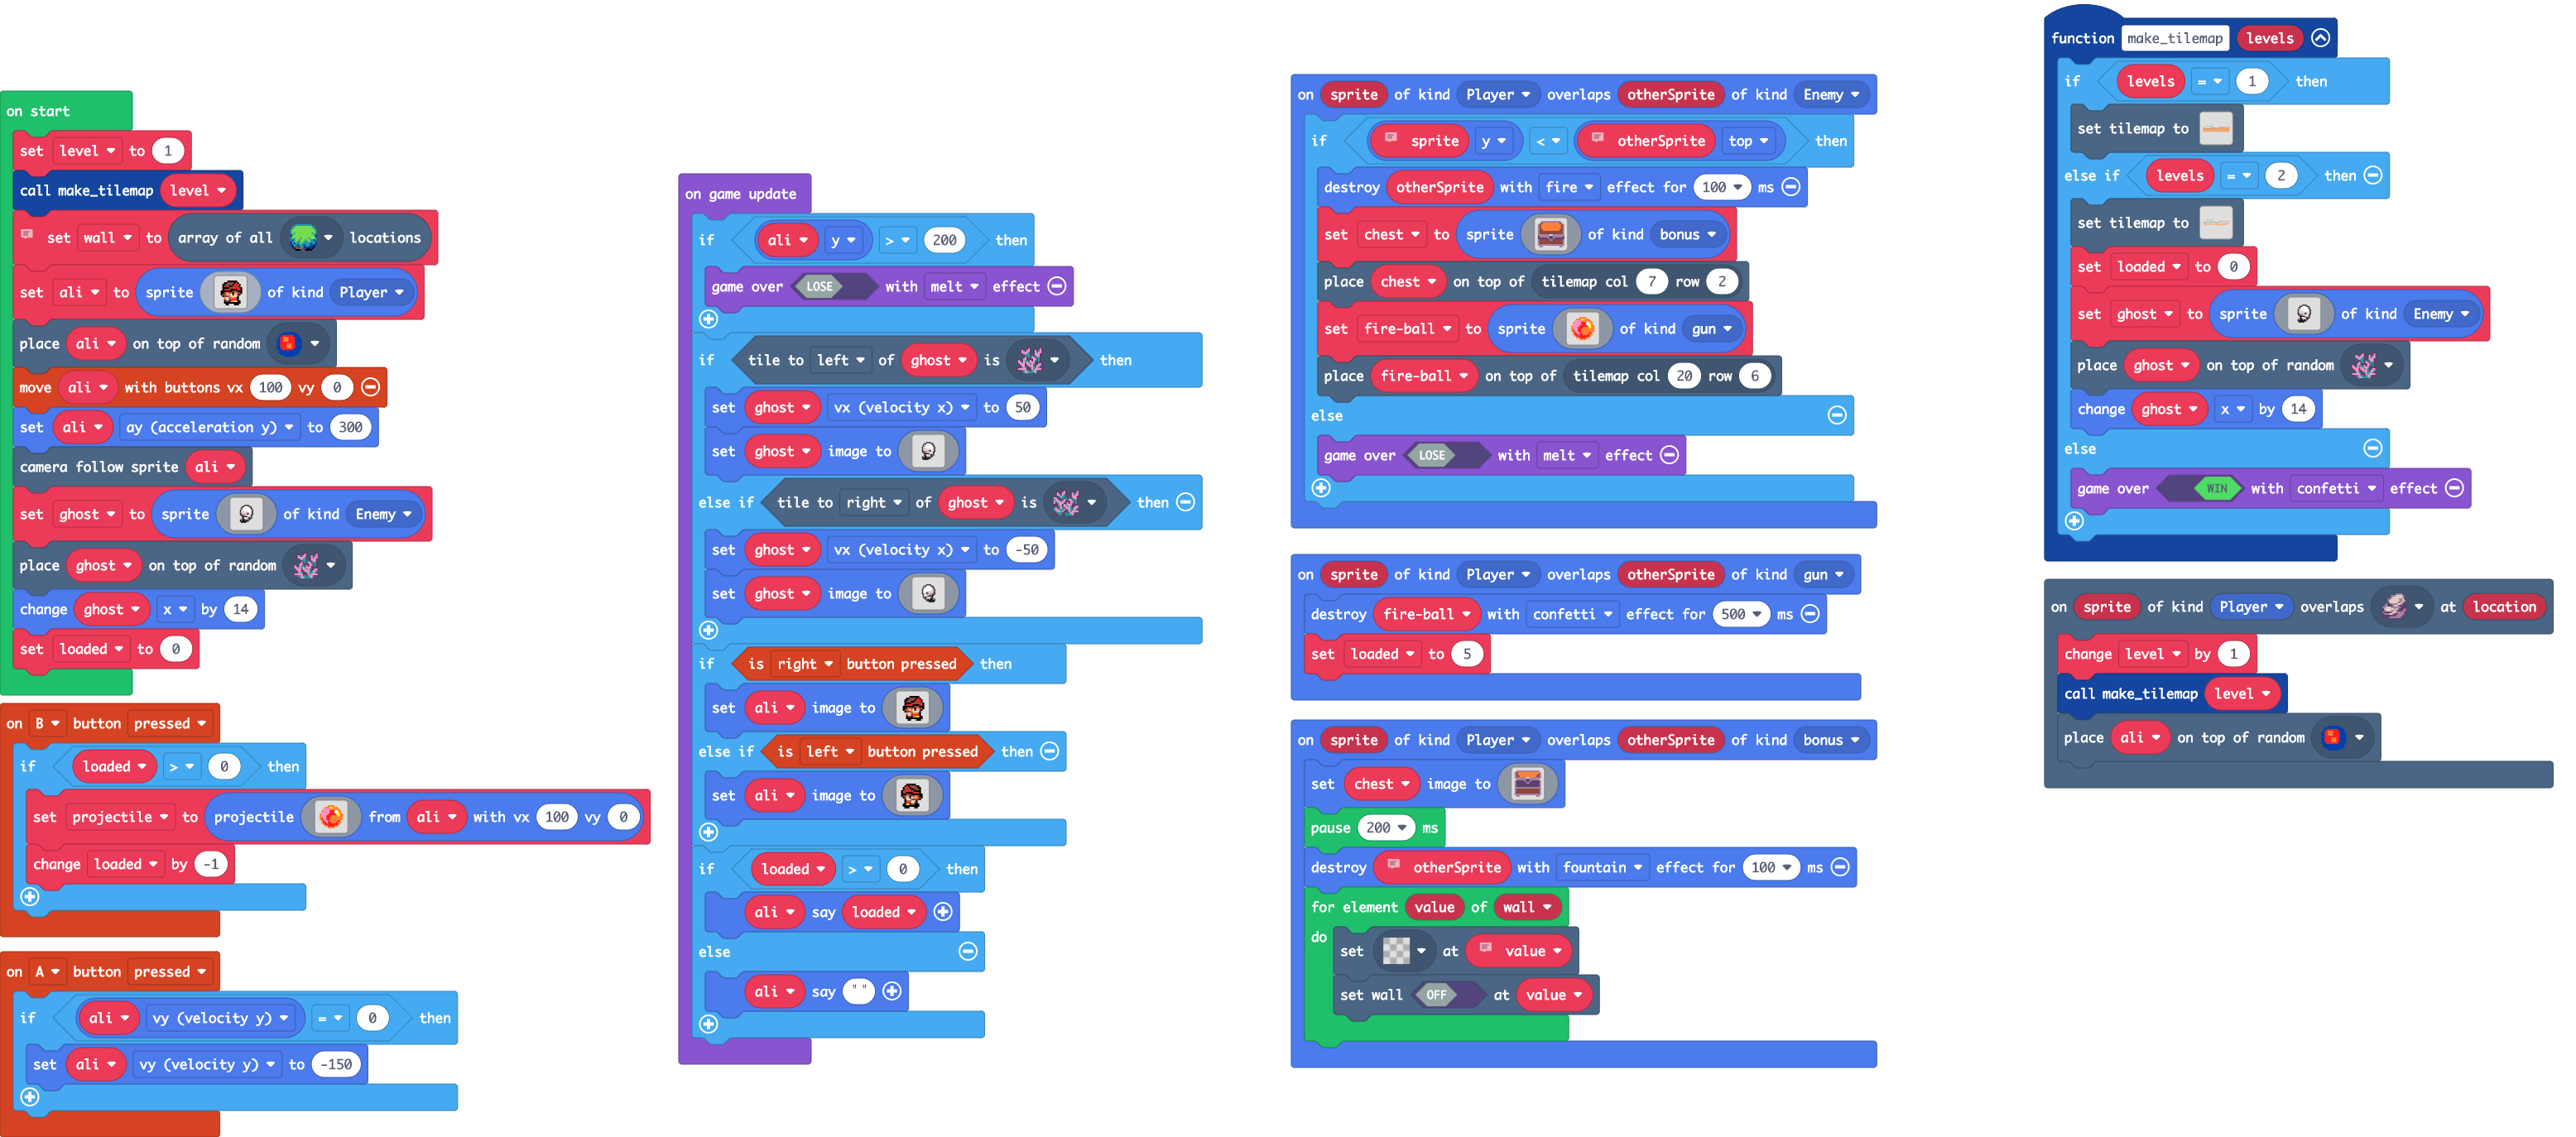 on start
set level to 1
call make_tilemap level
set wall to array of all locations
set ali to sprite of kind Player
place ali on top of random
move ali with buttons vx 100 vy 0
set ali ay (acceleration y) to 300
camera follow sprite ali
set ghost to sprite of kind Enemy
place ghost on top of random
change ghost x by 14
set loaded to 0
on B button pressed
if loaded > 0 then
set projectile to projectile from ali with vx 100 vy 0
change loaded by -1
on A button pressed
if ali vy (velocity y) = 0 then
set ali vy (velocity y) to -150
on game update
if ali y > 200 then
game over LOSE with melt effect
if tile to left of ghost is then
set ghost vx (velocity x) to 50
set ghost image to
else if tile to right of ghost is then
set ghost vx (velocity x) to -50
set ghost image to
if is right button pressed then
set ali image to
else if is left button pressed then
set ali image to
if loaded > 0 then
ali say loaded
else
ali say " "
on sprite of kind Player overlaps otherSprite of kind Enemy
if sprite y < otherSprite top then
destroy otherSprite with fire effect for 100 ms
set chest to sprite of kind bonus
place chest on top of tilemap col 7 row 2
set fire-ball to sprite of kind gun
place fire-ball on top of tilemap col 20 row 6
else
game over LOSE with melt effect
on sprite of kind Player overlaps otherSprite of kind gun
destroy fire-ball with confetti effect for 500 ms
set loaded to 5
on sprite of kind Player overlaps otherSprite of kind bonus
set chest image to
pause 200 ms
destroy otherSprite with fountain effect for 100 ms
for element value of wall
do set at value
set wall OFF at value
function make_tilemap levels
if levels = 1 then
set tilemap to
else if levels = 2 then
set tilemap to
set loaded to 0
set ghost to sprite of kind Enemy
place ghost on top of random
change ghost x by 14
else
game over WIN with confetti effect
on sprite of kind Player overlaps at location
change level by 1
call make_tilemap level
place ali on top of random